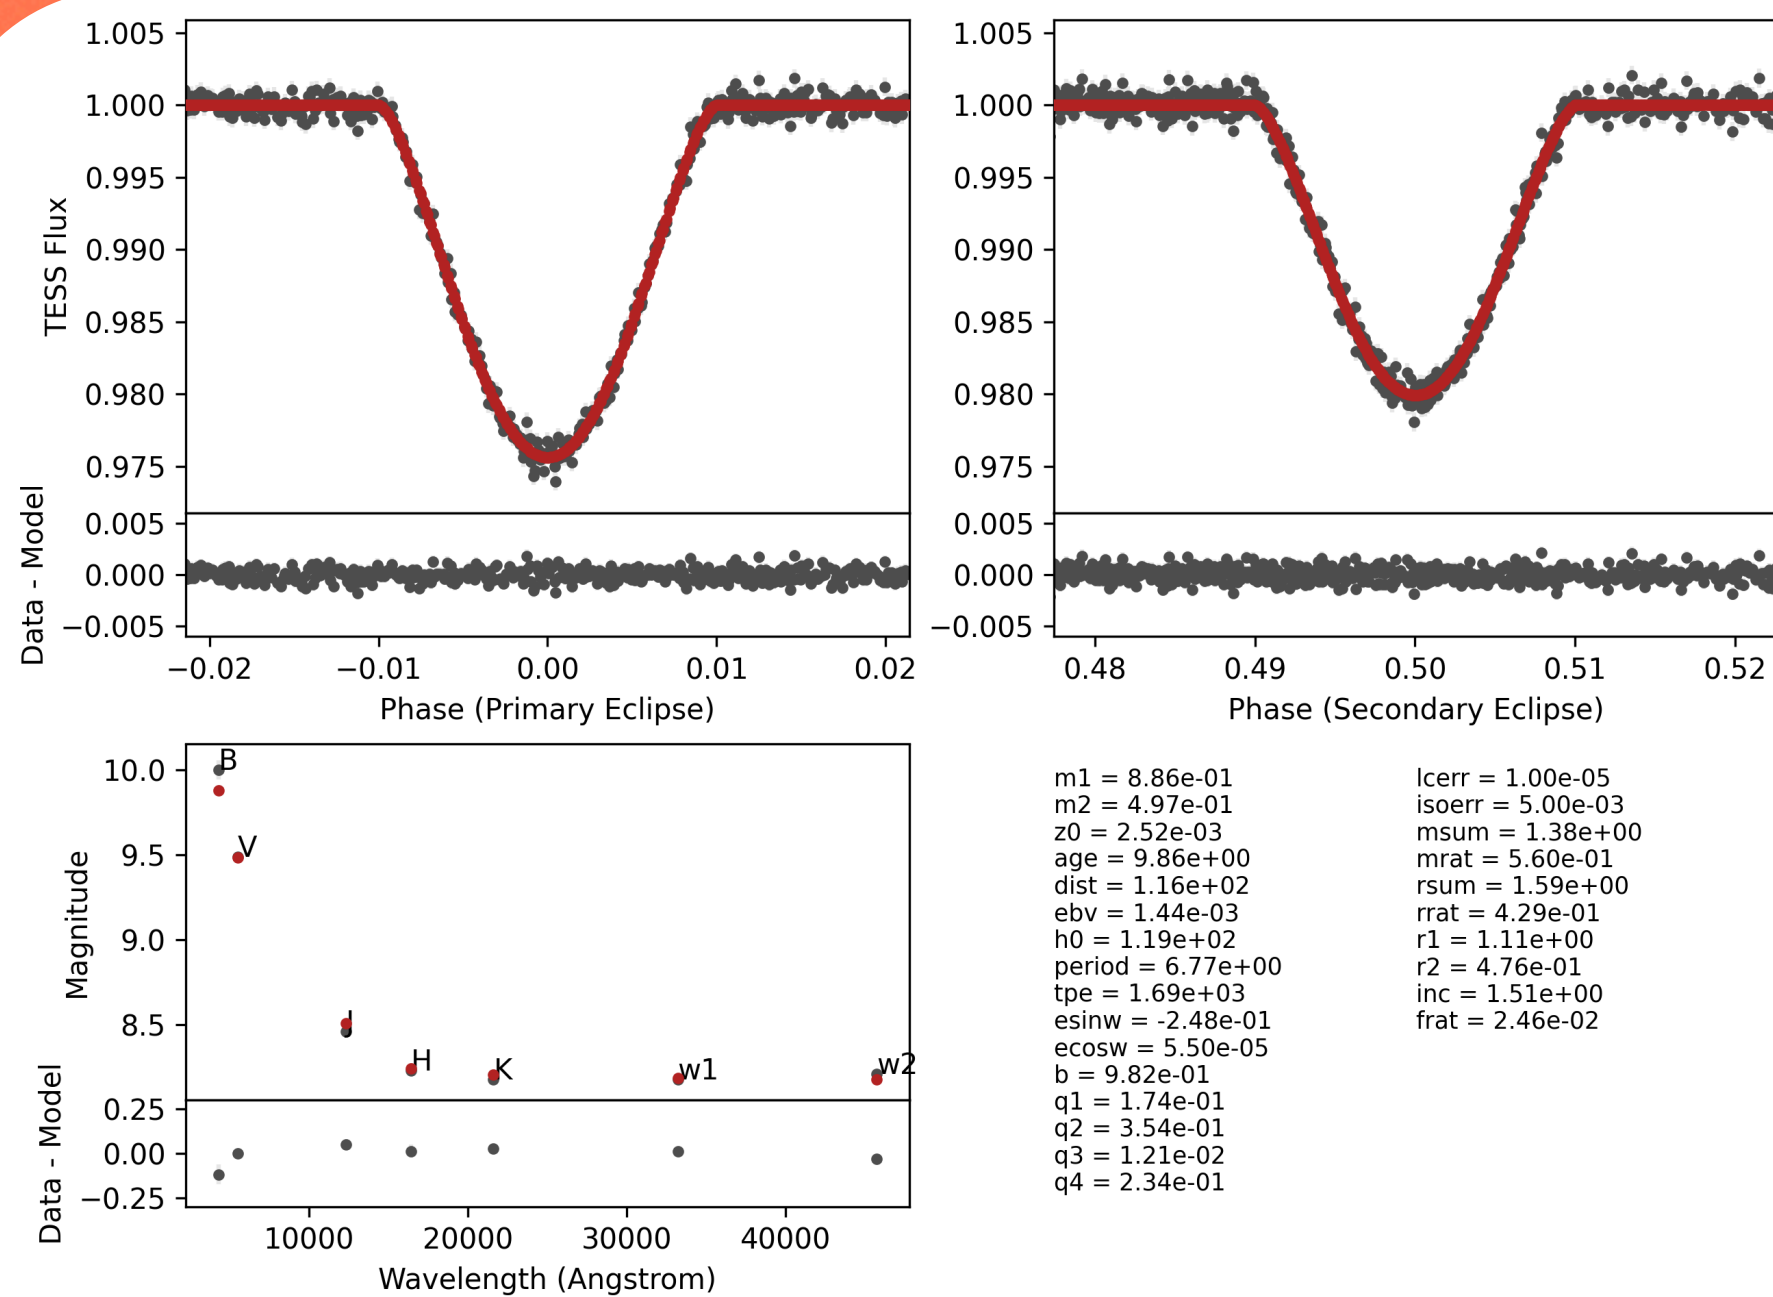 1.005
1.000
0.995
0.990
0.985
0.980
0.975
TESS Flux
0.005
0.000
−0.005
Data - Model
−0.02
−0.01
0.00
0.01
0.02
Phase (Primary Eclipse)
1.005
1.000
0.995
0.990
0.985
0.980
0.975
0.005
0.000
−0.005
0.48
0.49
0.50
0.51
0.52
Phase (Secondary Eclipse)
10.0
9.5
9.0
8.5
Magnitude
B
V
J
H
K
w1
w2
0.25
0.00
−0.25
Data - Model
10000
20000
30000
40000
Wavelength (Angstrom)
m1 = 8.86e-01
m2 = 4.97e-01
z0 = 2.52e-03
age = 9.86e+00
dist = 1.16e+02
ebv = 1.44e-03
h0 = 1.19e+02
period = 6.77e+00
tpe = 1.69e+03
esinw = -2.48e-01
ecosw = 5.50e-05
b = 9.82e-01
q1 = 1.74e-01
q2 = 3.54e-01
q3 = 1.21e-02
q4 = 2.34e-01
lcerr = 1.00e-05
isoerr = 5.00e-03
msum = 1.38e+00
mrat = 5.60e-01
rsum = 1.59e+00
rrat = 4.29e-01
r1 = 1.11e+00
r2 = 4.76e-01
inc = 1.51e+00
frat = 2.46e-02